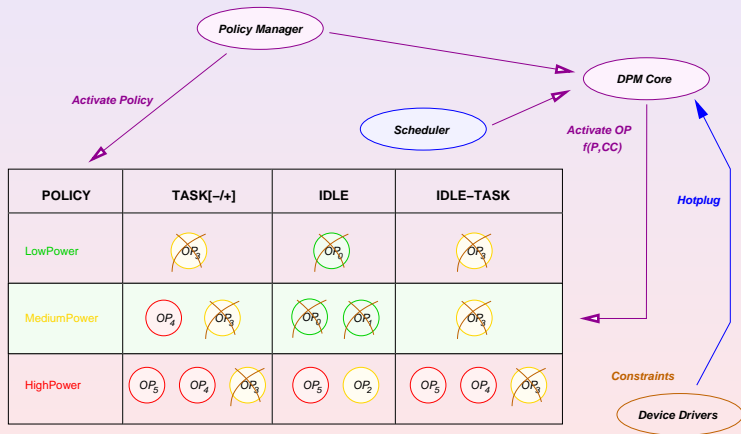 Policy Manager
DPM Core
Activate Policy
Scheduler
Activate OP
f(P,CC)
Hotplug
POLICY TASK[−/+] IDLE IDLE−TASK
LowPower OP3 OP0 OP3
MediumPower OP4 OP3 OP0 OP1 OP3
HighPower OP5 OP4 OP3 OP5 OP2 OP5 OP4 OP3
Constraints
Device Drivers